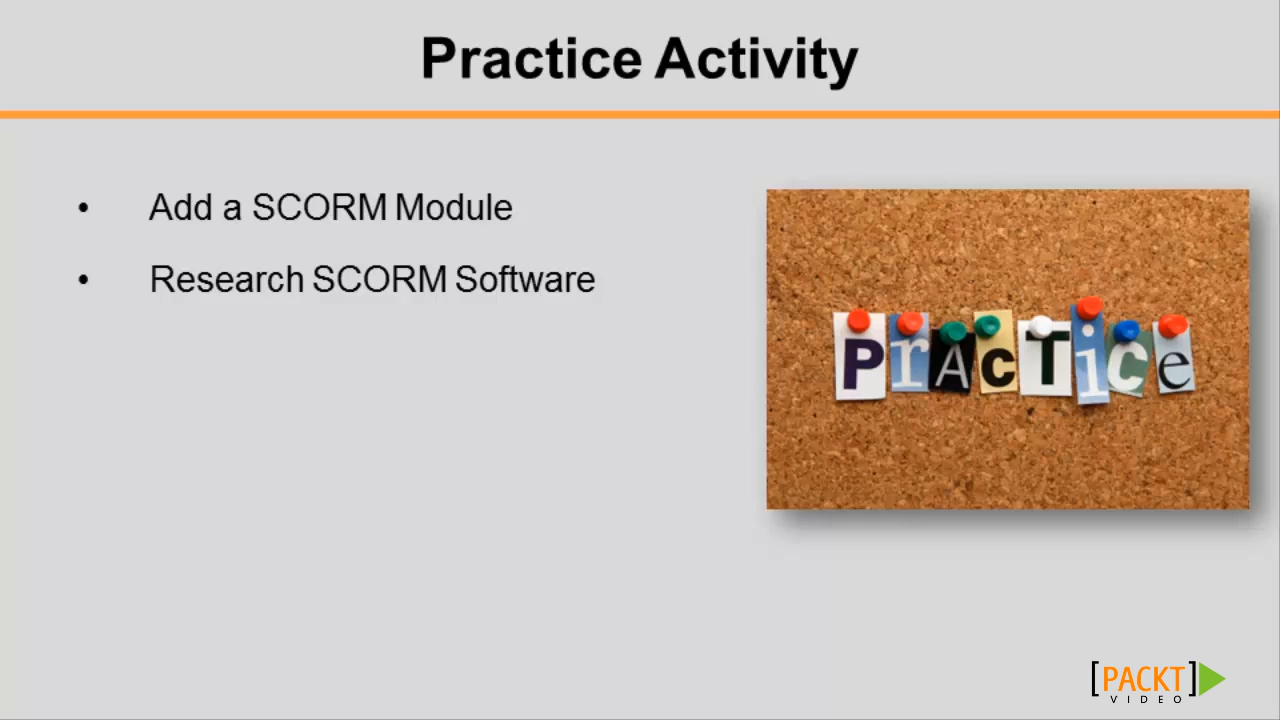 Practice Activity
• Add a SCORM Module
• Research SCORM Software
PrAcTice
[PACKT]
VIDEO